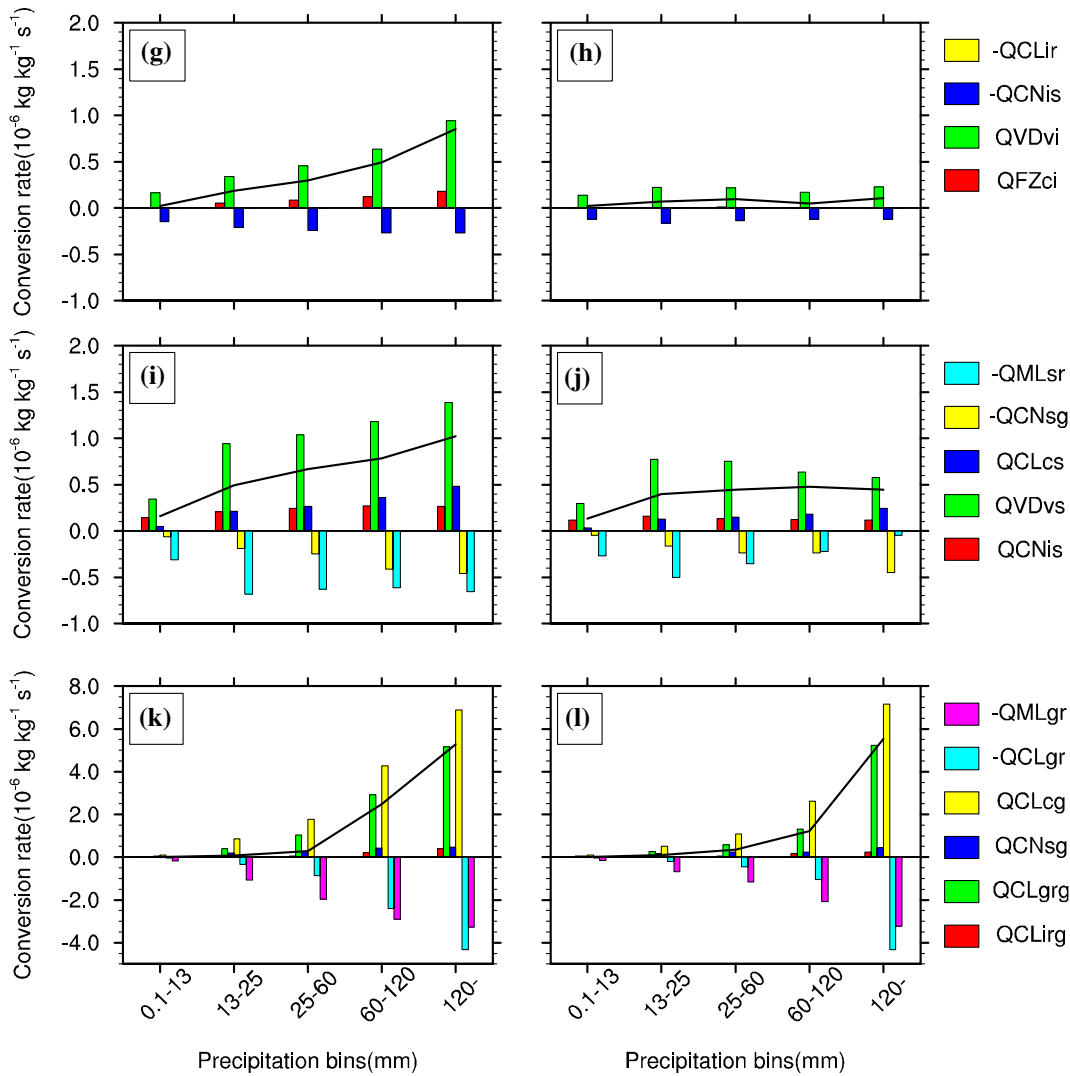 (g)
Conversion rate(10⁻⁶ kg kg⁻¹ s⁻¹)
2.0
1.0
0.5
0.0
-0.5
-1.0
(h)
-QCLir
-QCNis
QVDvi
QFZci
(i)
Conversion rate(10⁻⁶ kg kg⁻¹ s⁻¹)
2.0
1.5
1.0
0.5
0.0
-0.5
-1.0
(j)
-QMLsr
-QCNsg
QCLcs
QVDvs
QCNis
(k)
Conversion rate(10⁻⁶ kg kg⁻¹ s⁻¹)
8.0
6.0
4.0
2.0
0.0
-2.0
-4.0
(l)
-QMLgr
-QCLgr
QCLcg
QCNsg
QCLgrg
QCLirg
0.1-13
13-25
25-60
60-120
120-
0.1-13
13-25
25-60
60-120
120-
Precipitation bins(mm)
Precipitation bins(mm)